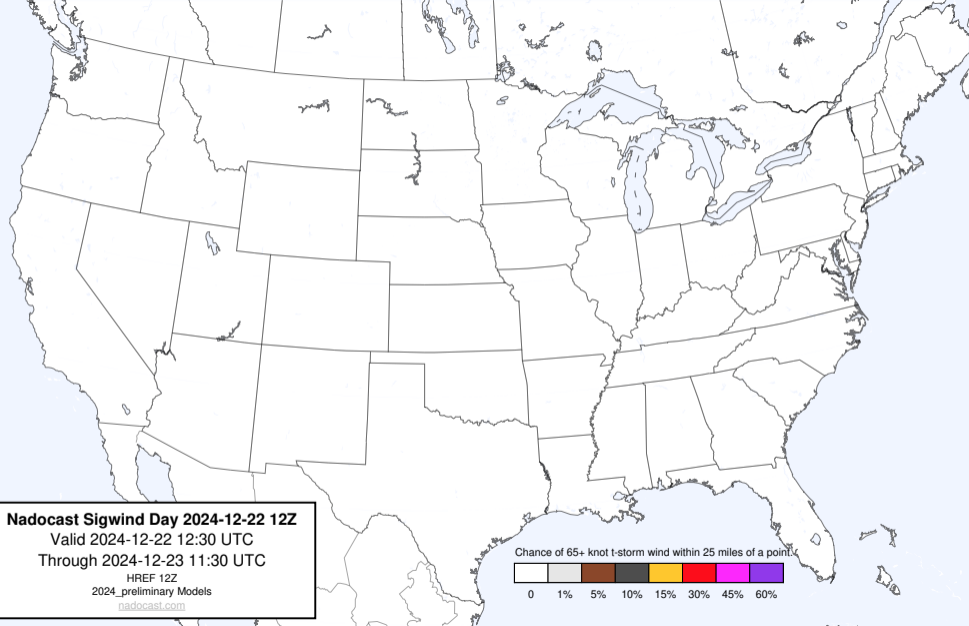 Nadocast Sigwind Day 2024-12-22 12Z
Valid 2024-12-22 12:30 UTC
Through 2024-12-23 11:30 UTC
HREF 12Z
2024_preliminary Models
nadocast.com
Chance of 65+ knot t-storm wind within 25 miles of a point.
0 1% 5% 10% 15% 30% 45% 60%